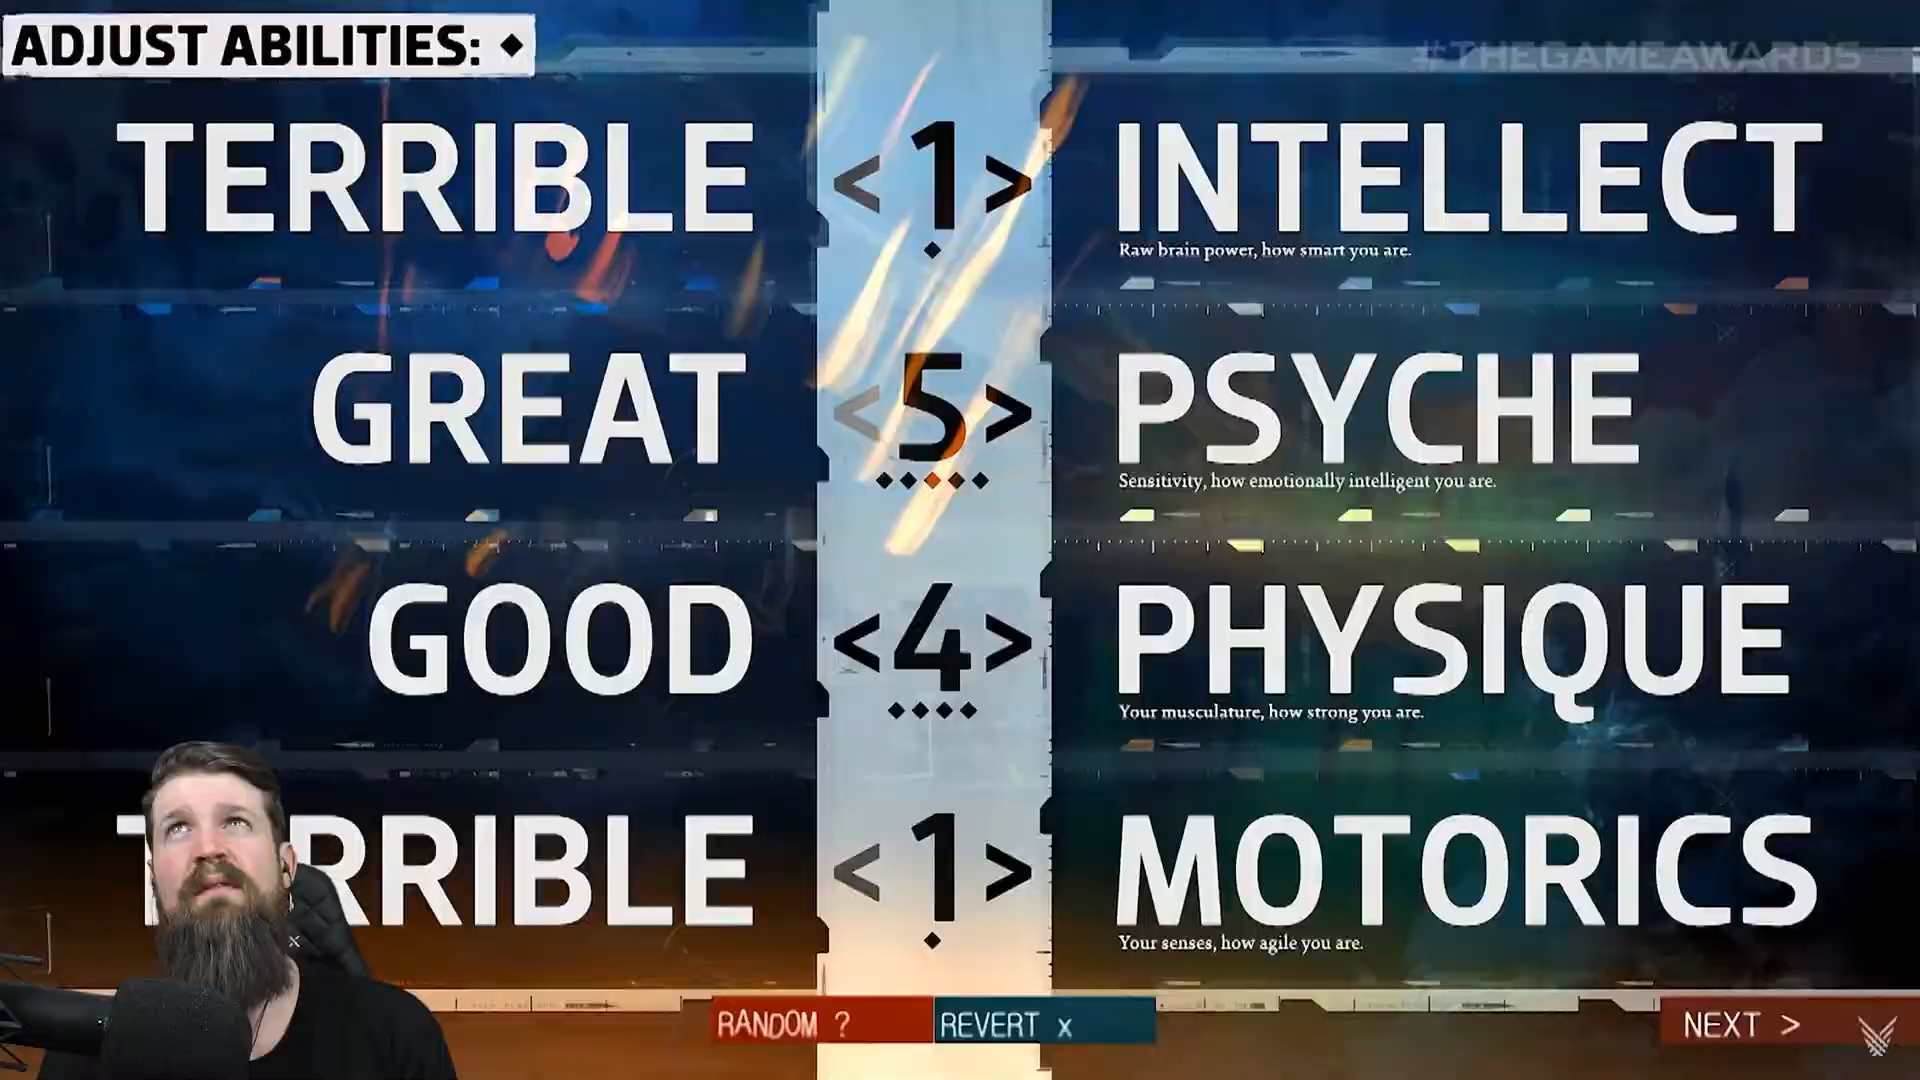 ADJUST ABILITIES: ◆
#THEGAMEAWARDS
TERRIBLE <1> INTELLECT
Raw brain power, how smart you are.
GREAT <5> PSYCHE
Sensitivity, how emotionally intelligent you are.
GOOD <4> PHYSIQUE
Your musculature, how strong you are.
TERRIBLE <1> MOTORICS
Your senses, how agile you are.
RANDOM ? REVERT x NEXT >